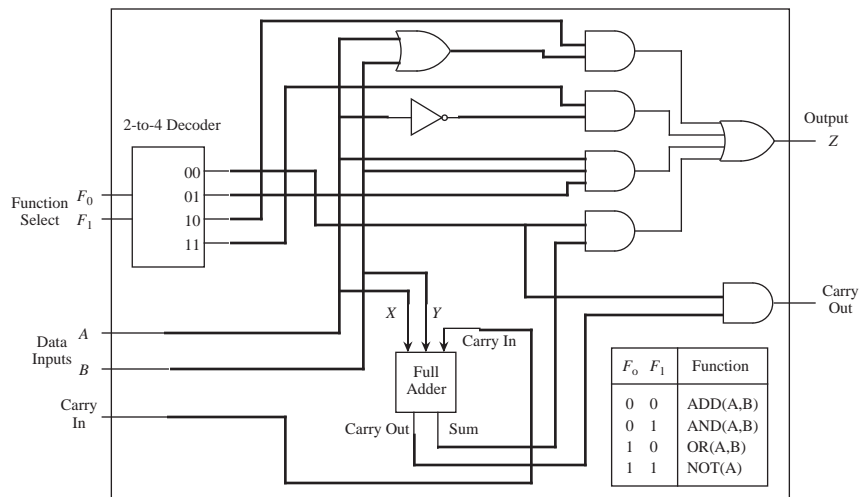 2-to-4 Decoder
00
01
10
11
Function
Select
F0
F1
Output
Z
Carry
Out
Data
Inputs
A
B
Carry
In
X
Y
Carry In
Full
Adder
Carry Out
Sum
Fo F1 Function
0 0 ADD(A,B)
0 1 AND(A,B)
1 0 OR(A,B)
1 1 NOT(A)